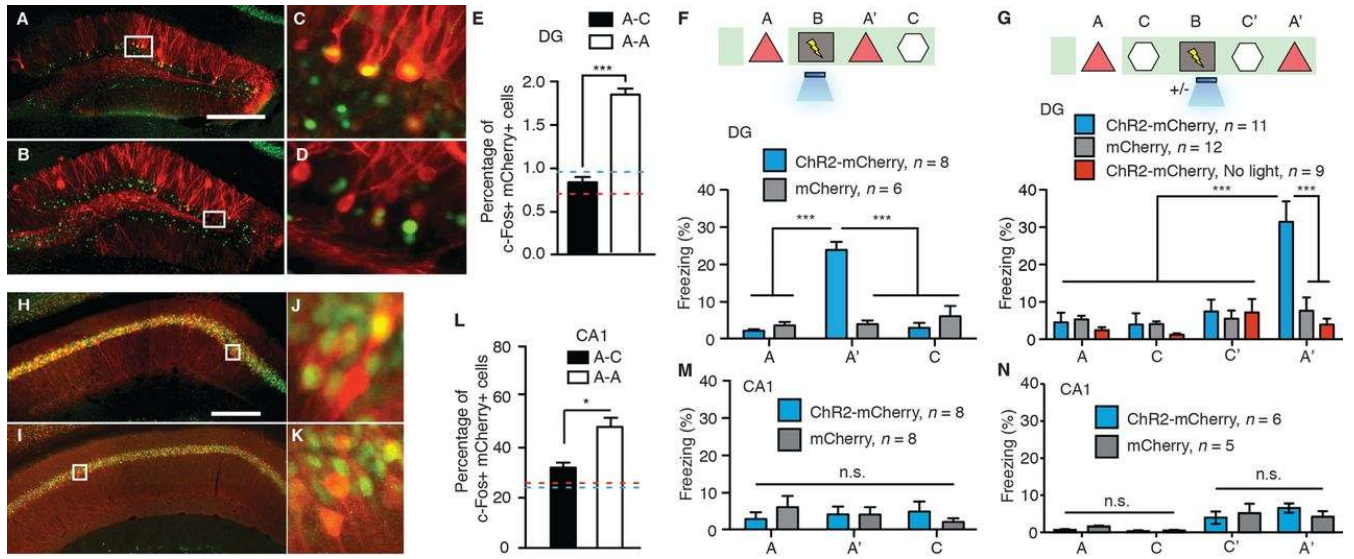 A
C
B
D
E
A-C
A-A
DG
Percentage of
c-Fos+ mCherry+ cells
***
2.0
1.5
1.0
0.5
0.0
F
A B A' C
DG
ChR2-mCherry, n = 8
mCherry, n = 6
Freezing (%)
40
30
20
10
0
*** ***
A A' C
G
A C B C' A'
+/-
DG
ChR2-mCherry, n = 11
mCherry, n = 12
ChR2-mCherry, No light, n = 9
Freezing (%)
40
30
20
10
0
*** ***
A C C' A'
H
J
I
K
L
CA1
A-C
A-A
Percentage of
c-Fos+ mCherry+ cells
*
80
60
40
20
0
M
CA1
ChR2-mCherry, n = 8
mCherry, n = 8
Freezing (%)
40
30
20
10
0
n.s.
A A' C
N
CA1
ChR2-mCherry, n = 6
mCherry, n = 5
Freezing (%)
40
30
20
10
0
n.s. n.s.
A C C' A'